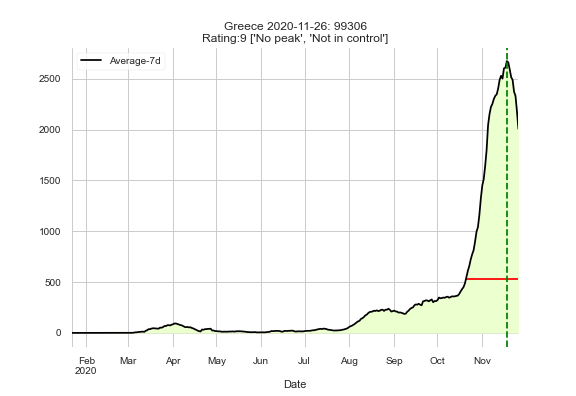 Greece 2020-11-26: 99306
Rating:9 ['No peak', 'Not in control']
Average-7d
2500
2000
1500
1000
500
0
Feb Mar Apr May Jun Jul Aug Sep Oct Nov
2020
Date